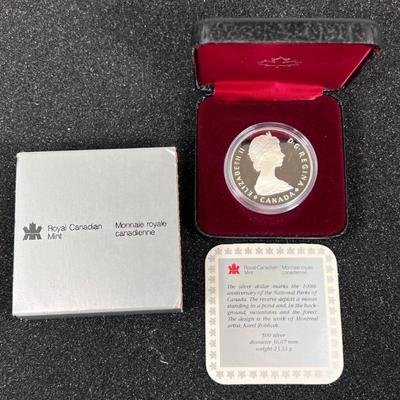 Royal Canadian Monnaie royale
Mint canadienne
ELIZABETH II D·G·REGINA
CANADA
Royal Canadian Monnaie royale
Mint canadienne
The silver dollar marks the 100th
anniversary of the National Parks of
Canada. The reverse depicts a moose
standing in a pond and, in the back
ground, mountains and the forest.
The design is the work of Montreal
artist, Karel Rohlicek.
500 silver
diameter 36,07 mm
weight 23,33 g